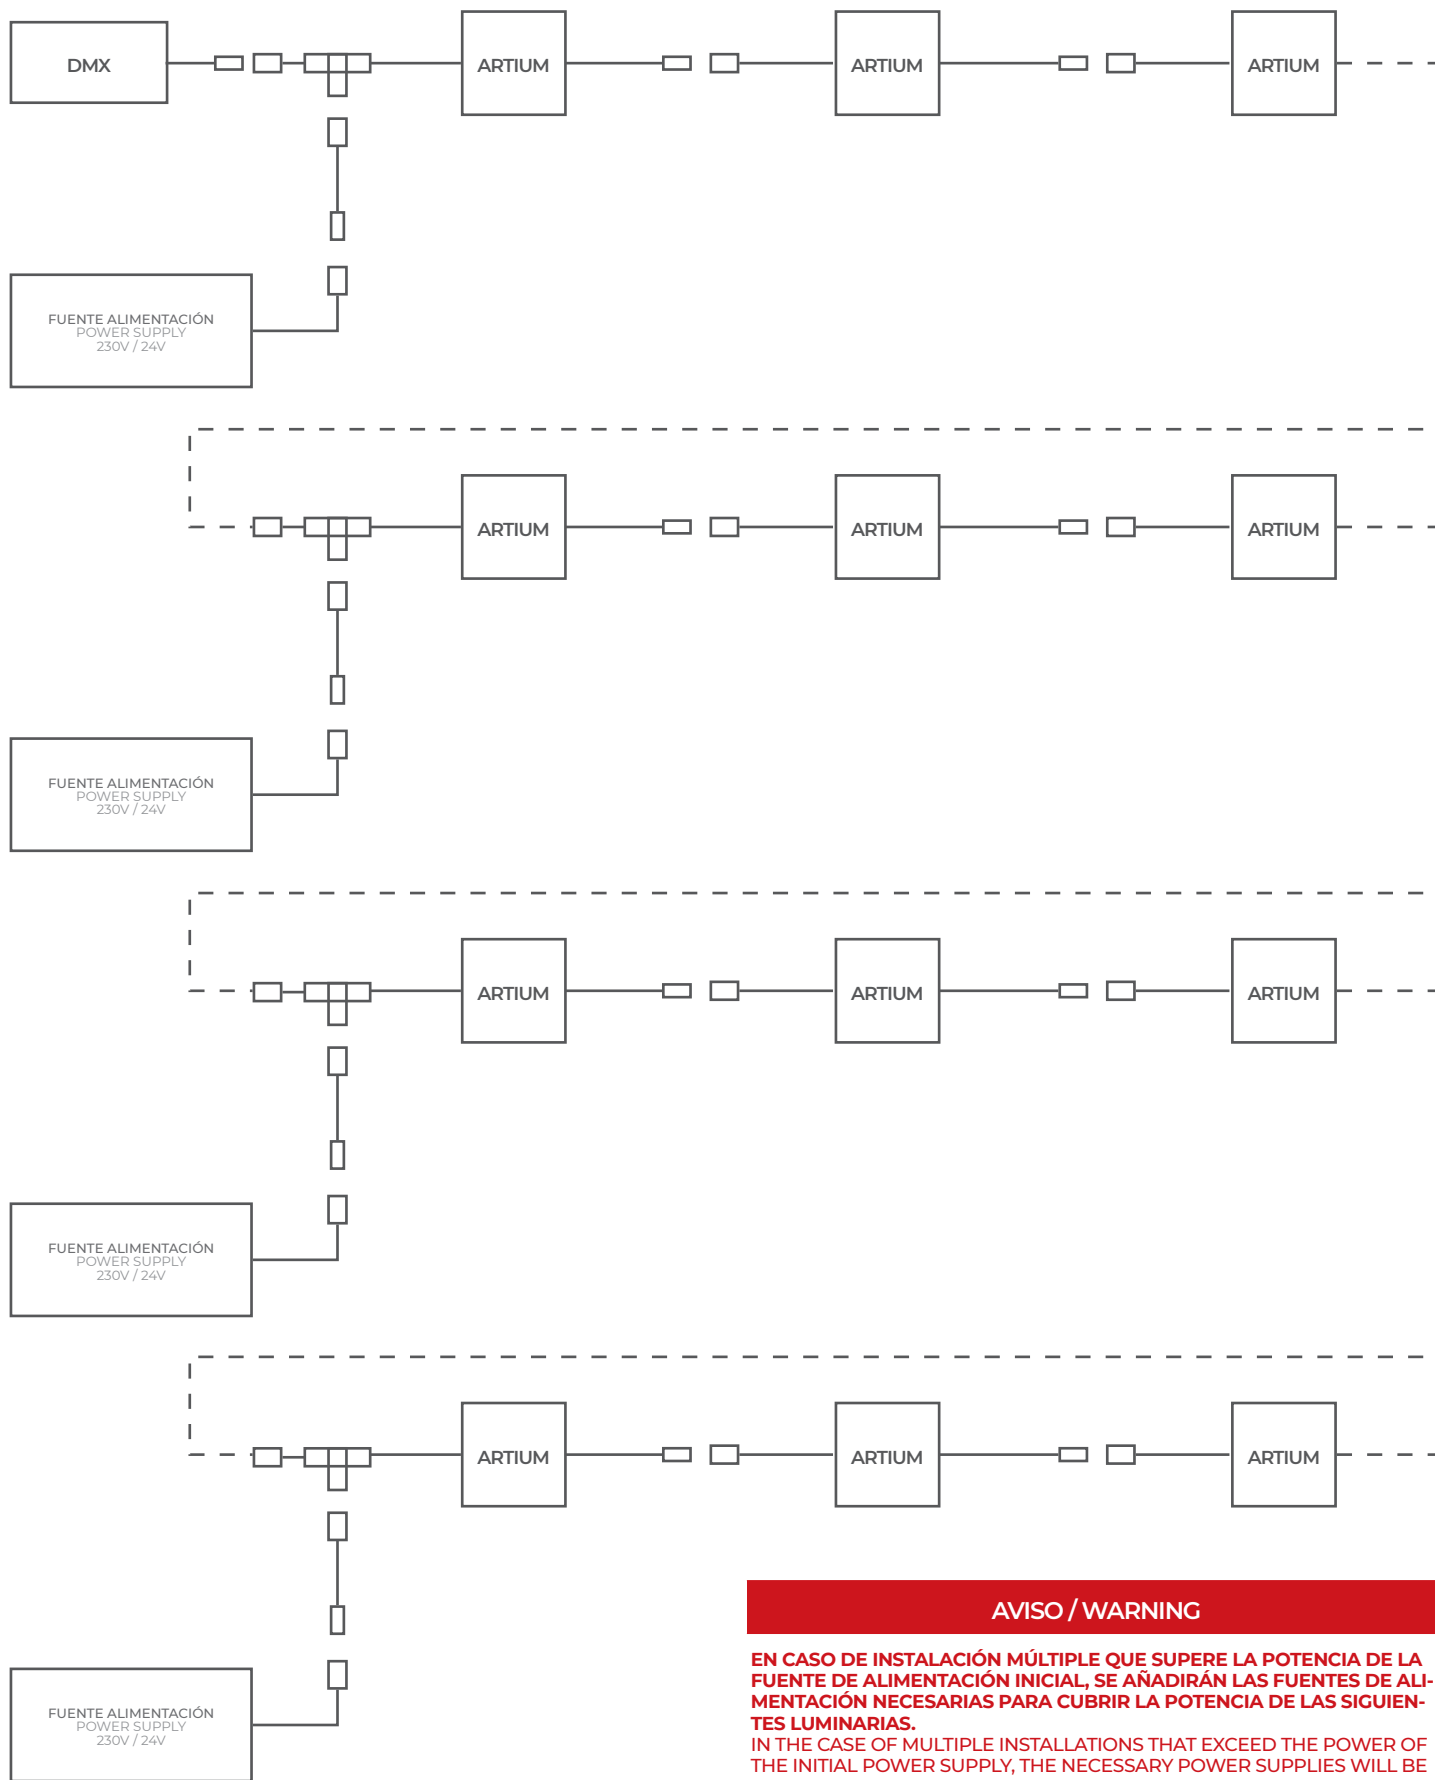 DMX
ARTIUM
ARTIUM
ARTIUM
FUENTE ALIMENTACIÓN
POWER SUPPLY
230V / 24V
ARTIUM
ARTIUM
ARTIUM
FUENTE ALIMENTACIÓN
POWER SUPPLY
230V / 24V
ARTIUM
ARTIUM
ARTIUM
FUENTE ALIMENTACIÓN
POWER SUPPLY
230V / 24V
ARTIUM
ARTIUM
ARTIUM
FUENTE ALIMENTACIÓN
POWER SUPPLY
230V / 24V
AVISO / WARNING
EN CASO DE INSTALACIÓN MÚLTIPLE QUE SUPERE LA POTENCIA DE LA
FUENTE DE ALIMENTACIÓN INICIAL, SE AÑADIRÁN LAS FUENTES DE ALI-
MENTACIÓN NECESARIAS PARA CUBRIR LA POTENCIA DE LAS SIGUIEN-
TES LUMINARIAS.
IN THE CASE OF MULTIPLE INSTALLATIONS THAT EXCEED THE POWER OF
THE INITIAL POWER SUPPLY, THE NECESSARY POWER SUPPLIES WILL BE